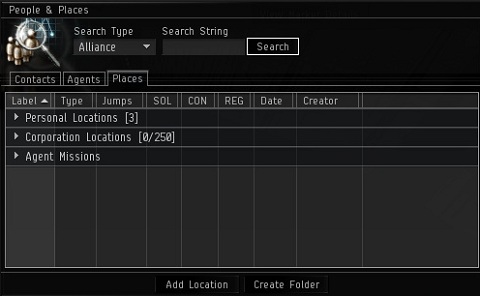 People & Places
Search Type Search String
Alliance Search
Contacts Agents Places
Label Type Jumps SOL CON REG Date Creator
Personal Locations [3]
Corporation Locations [0/250]
Agent Missions
Add Location Create Folder